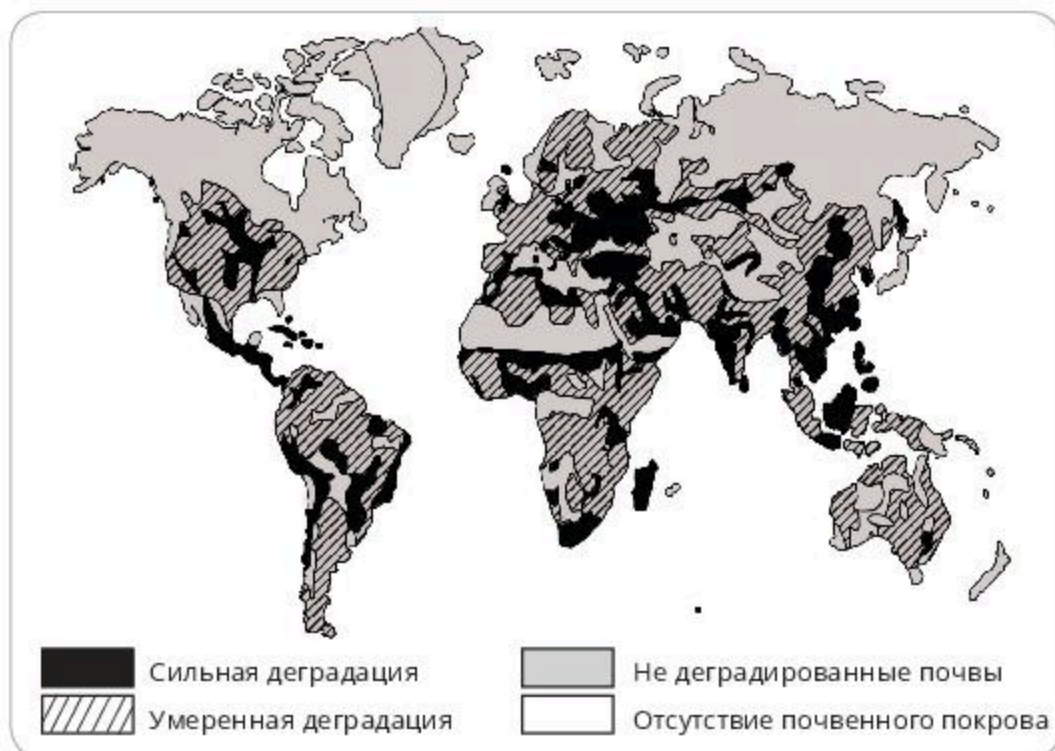 Сильная деградация
Не деградированные почвы
Умеренная деградация
Отсутствие почвенного покрова